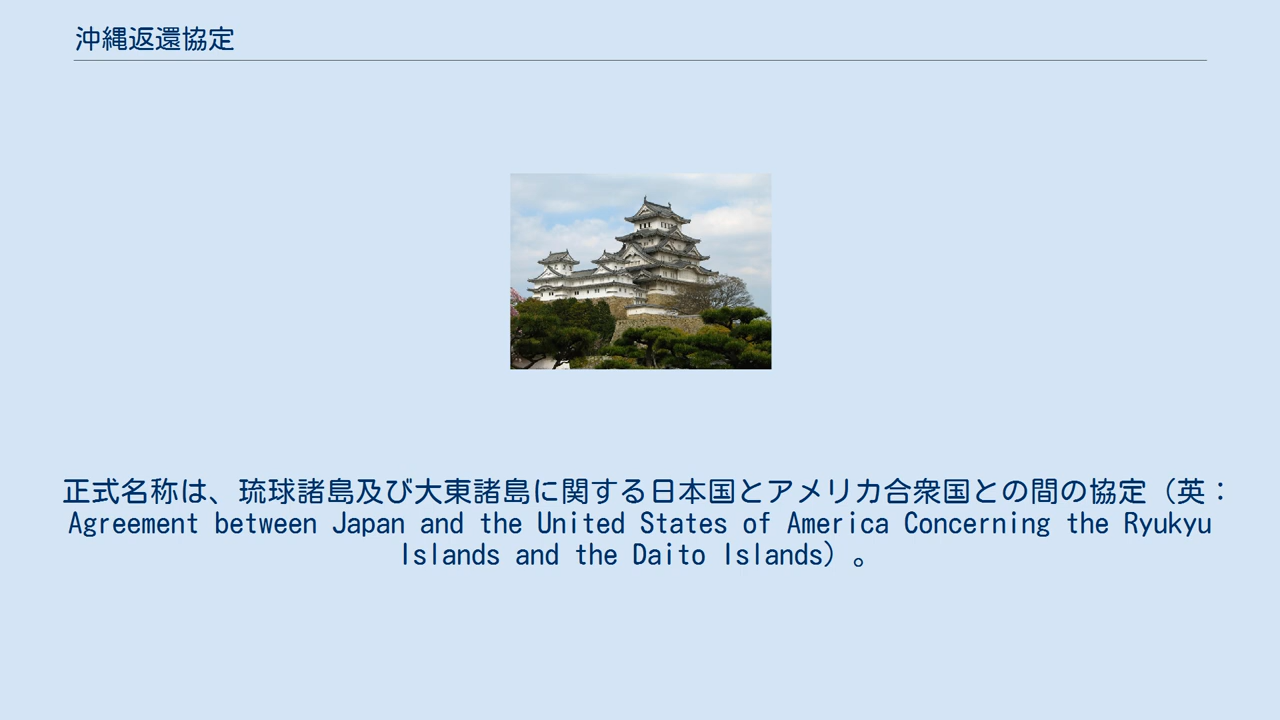 沖縄返還協定
正式名称は、琉球諸島及び大東諸島に関する日本国とアメリカ合衆国との間の協定（英：
Agreement between Japan and the United States of America Concerning the Ryukyu
Islands and the Daito Islands）。